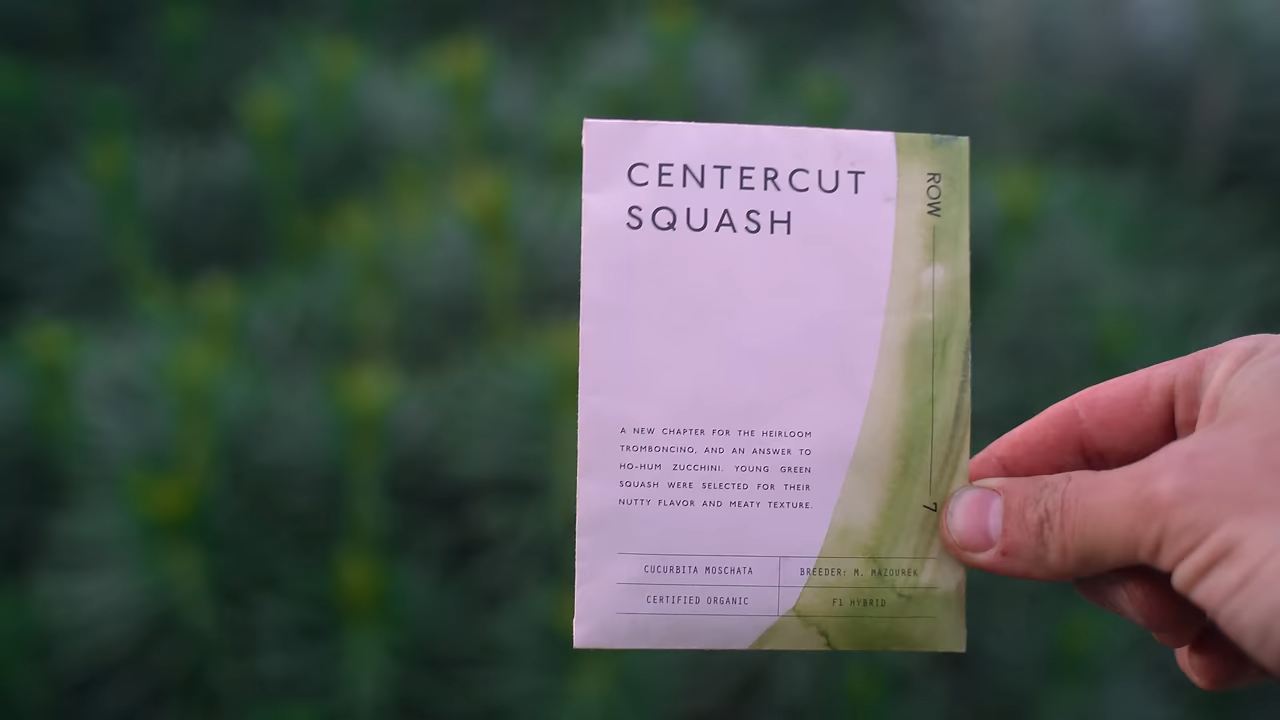 CENTERCUT
SQUASH
ROW
7
A NEW CHAPTER FOR THE HEIRLOOM
TROMBONCINO, AND AN ANSWER TO
HO-HUM ZUCCHINI. YOUNG GREEN
SQUASH WERE SELECTED FOR THEIR
NUTTY FLAVOR AND MEATY TEXTURE.
CUCURBITA MOSCHATA
BREEDER: M. MAZOUREK
CERTIFIED ORGANIC
F1 HYBRID